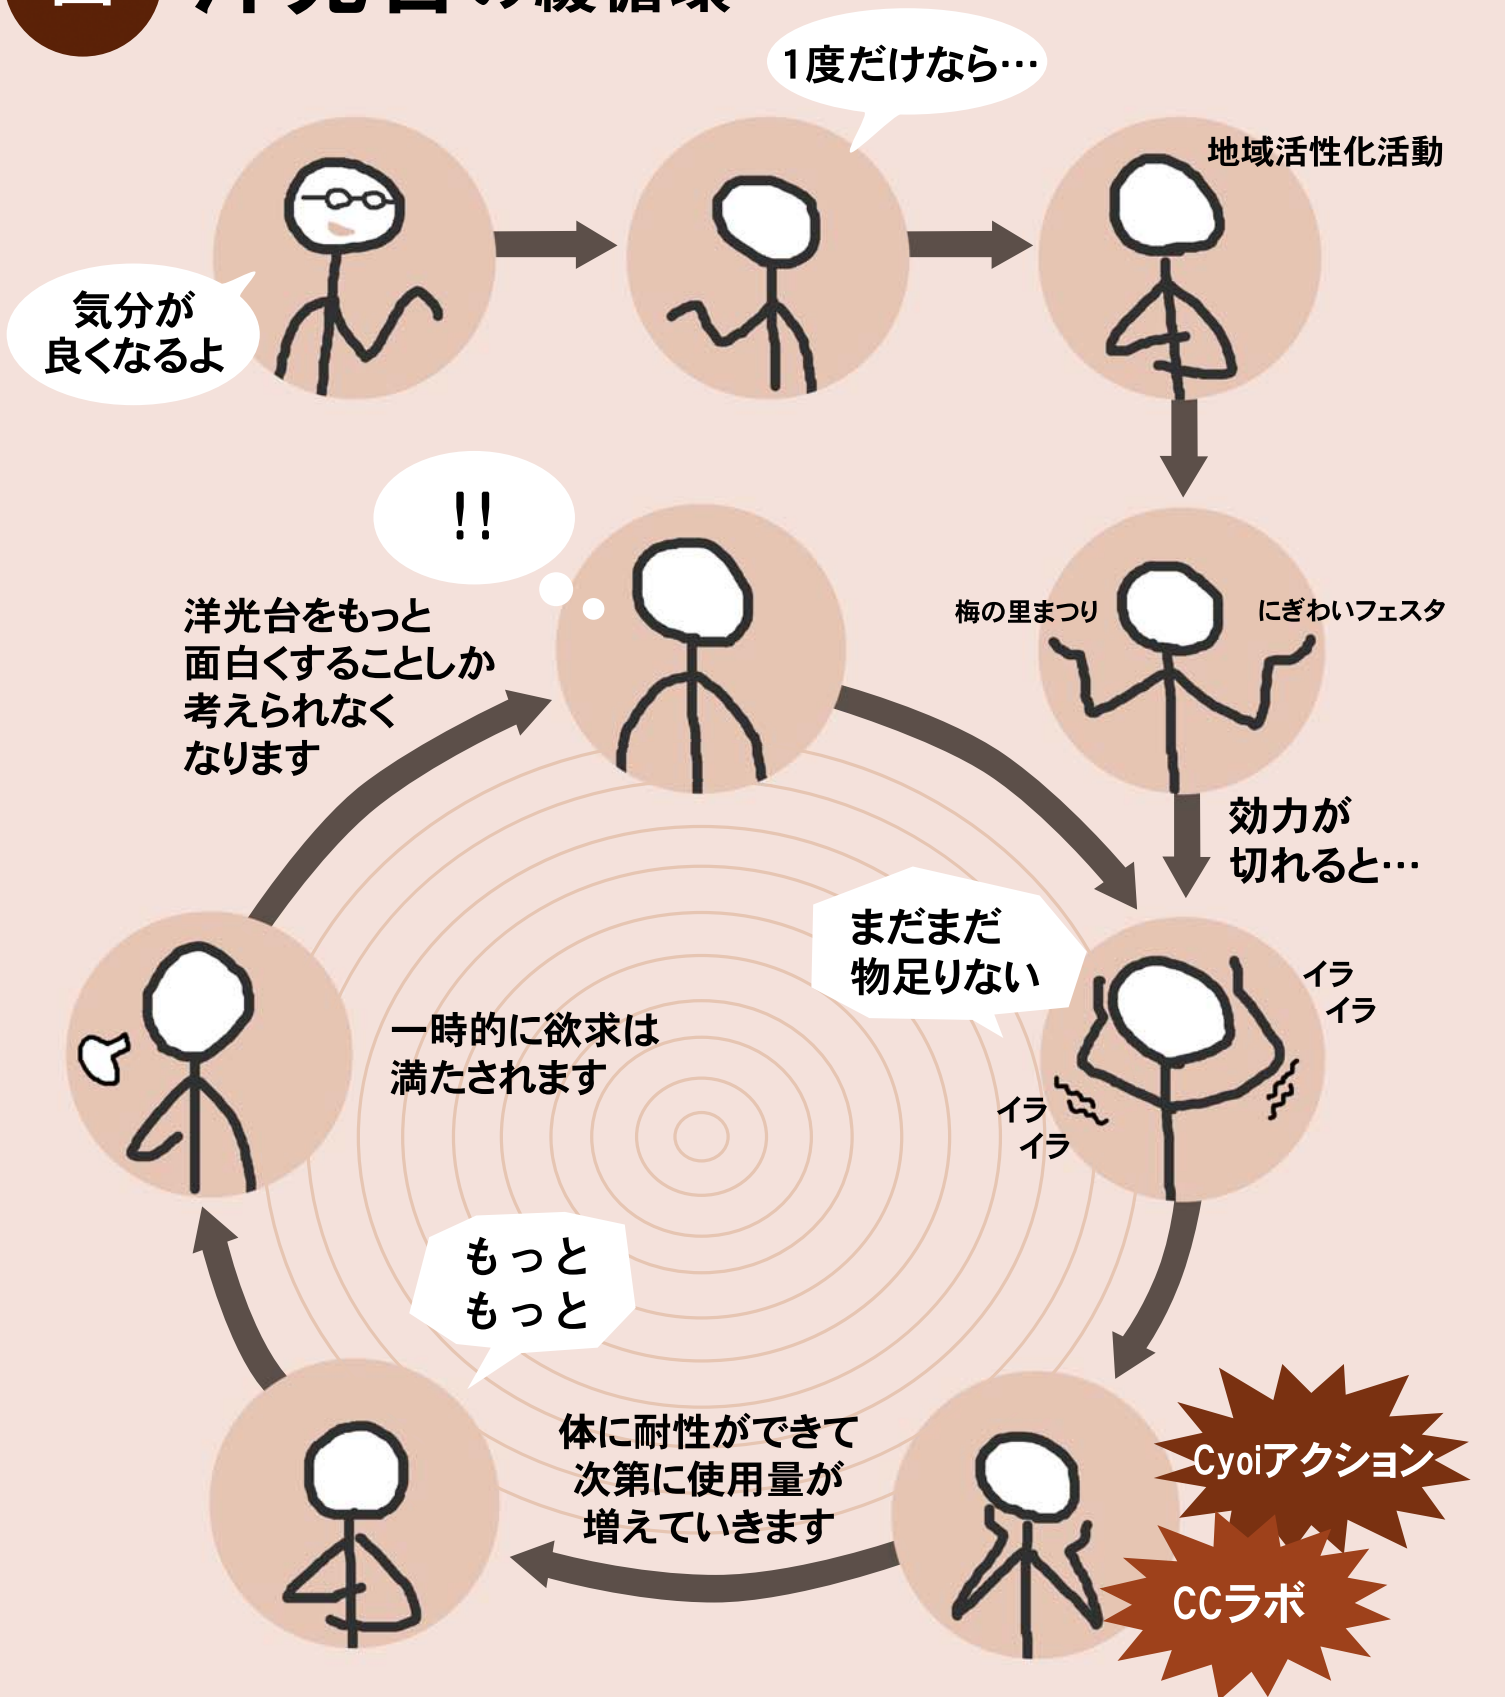 1度だけなら…
地域活性化活動
気分が
良くなるよ
!!
梅の里まつり
にぎわいフェスタ
洋光台をもっと
面白くすることしか
考えられなく
なります
効力が
切れると…
まだまだ
物足りない
イラ
イラ
イラ
イラ
一時的に欲求は
満たされます
もっと
もっと
体に耐性ができて
次第に使用量が
増えていきます
Cyoiアクション
CCラボ